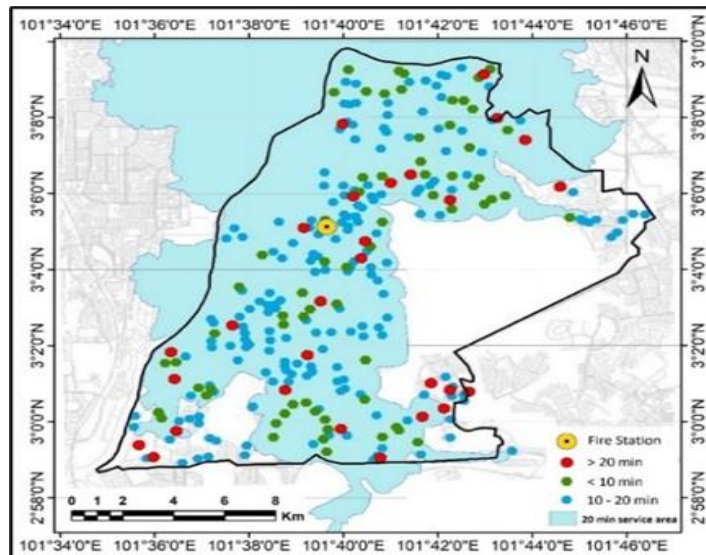 101°34'0"E 101°36'0"E 101°38'0"E 101°40'0"E 101°42'0"E 101°44'0"E 101°46'0"E
3°10'0"N
3°8'0"N 3°8'0"N
3°6'0"N 3°6'0"N
3°4'0"N 3°4'0"N
3°2'0"N 3°2'0"N
3°0'0"N 3°0'0"N
2°58'0"N 2°58'0"N
N
Fire Station
> 20 min
< 10 min
10 - 20 min
20 min service area
0 1 2 4 6 8
Km
101°34'0"E 101°36'0"E 101°38'0"E 101°40'0"E 101°42'0"E 101°44'0"E 101°46'0"E